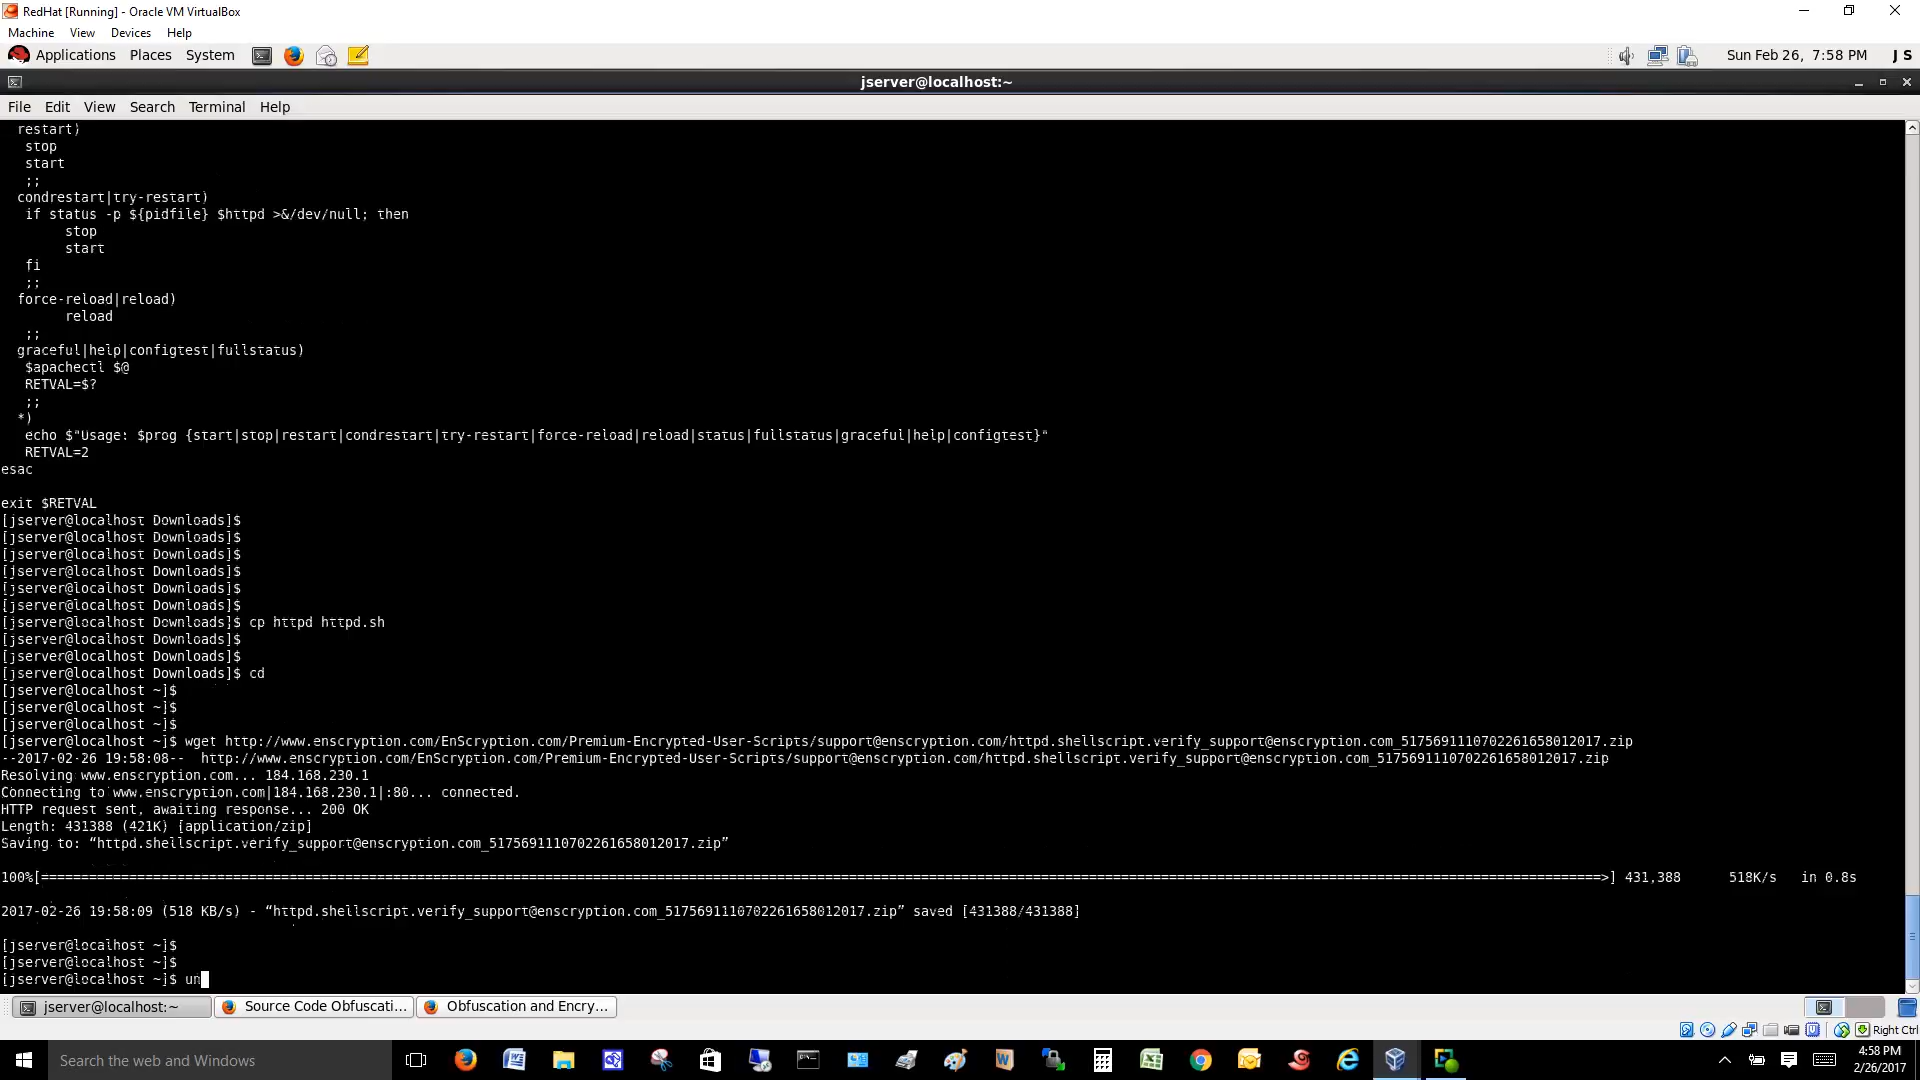 RedHat [Running] - Oracle VM VirtualBox
Machine View Devices Help
Applications Places System Sun Feb 26, 7:58 PM J S
jserver@localhost:~
File Edit View Search Terminal Help
restart)
stop
start
;;
condrestart|try-restart)
if status -p ${pidfile} $httpd >&/dev/null; then
stop
start
fi
;;
force-reload|reload)
reload
;;
graceful|help|configtest|fullstatus)
$apachectl $@
RETVAL=$?
;;
*)
echo $"Usage: $prog {start|stop|restart|condrestart|try-restart|force-reload|reload|status|fullstatus|graceful|help|configtest}"
RETVAL=2
esac
exit $RETVAL
[jserver@localhost Downloads]$
[jserver@localhost Downloads]$
[jserver@localhost Downloads]$
[jserver@localhost Downloads]$
[jserver@localhost Downloads]$
[jserver@localhost Downloads]$
[jserver@localhost Downloads]$ cp httpd httpd.sh
[jserver@localhost Downloads]$
[jserver@localhost Downloads]$
[jserver@localhost Downloads]$ cd
[jserver@localhost ~]$
[jserver@localhost ~]$
[jserver@localhost ~]$
[jserver@localhost ~]$ wget http://www.enscryption.com/EnScryption.com/Premium-Encrypted-User-Scripts/support@enscryption.com/httpd.shellscript.verify_support@enscryption.com_5175691110702261658012017.zip
--2017-02-26 19:58:08-- http://www.enscryption.com/EnScryption.com/Premium-Encrypted-User-Scripts/support@enscryption.com/httpd.shellscript.verify_support@enscryption.com_5175691110702261658012017.zip
Resolving www.enscryption.com... 184.168.230.1
Connecting to www.enscryption.com|184.168.230.1|:80... connected.
HTTP request sent, awaiting response... 200 OK
Length: 431388 (421K) [application/zip]
Saving to: “httpd.shellscript.verify_support@enscryption.com_5175691110702261658012017.zip”
100%[=====================================================>] 431,388 518K/s in 0.8s
2017-02-26 19:58:09 (518 KB/s) - “httpd.shellscript.verify_support@enscryption.com_5175691110702261658012017.zip” saved [431388/431388]
[jserver@localhost ~]$
[jserver@localhost ~]$
[jserver@localhost ~]$ un
jserver@localhost:~ Source Code Obfuscati... Obfuscation and Encry...
Right Ctrl
Search the web and Windows
4:58 PM
2/26/2017